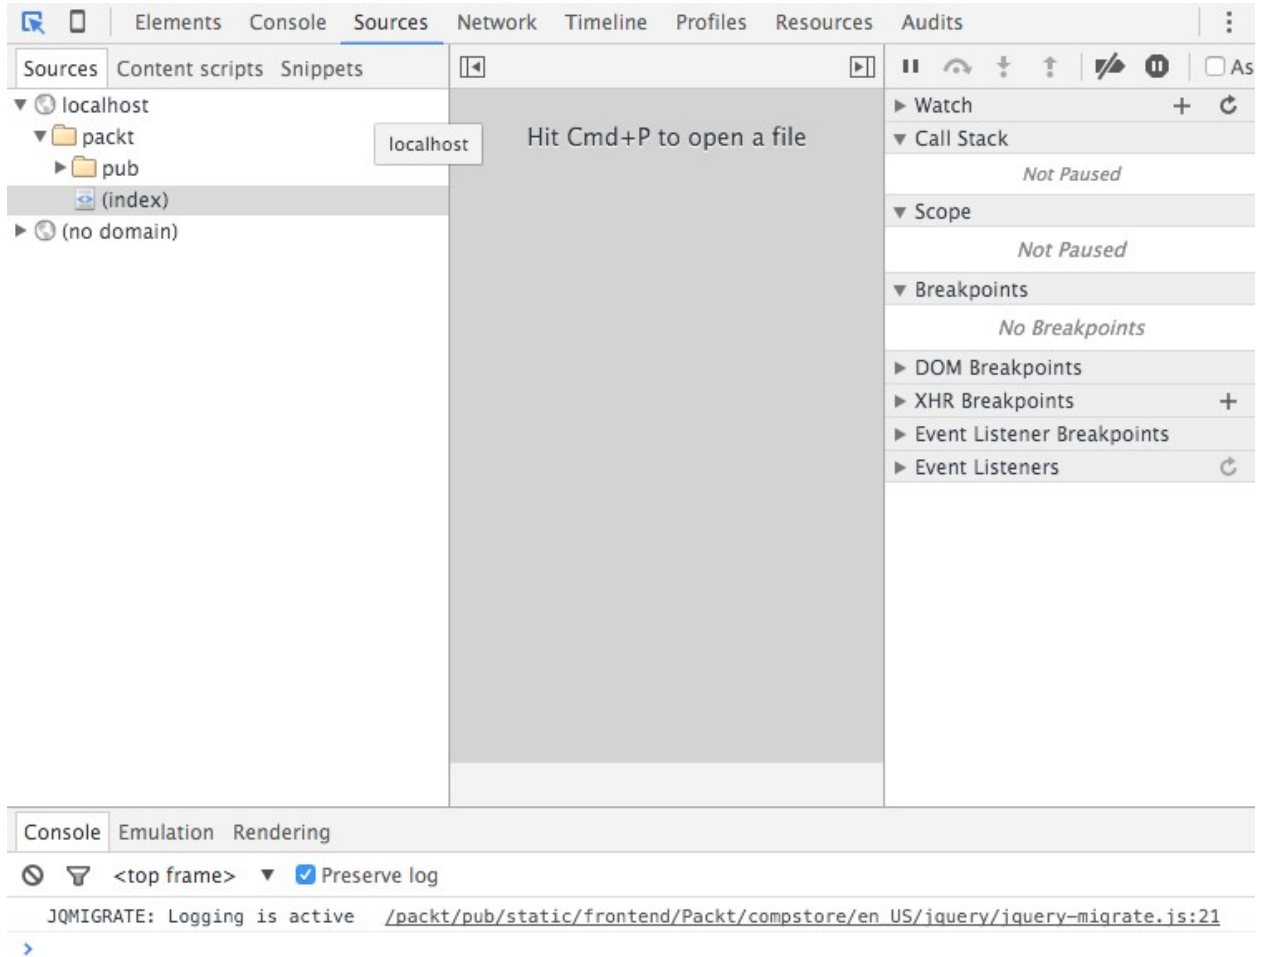 Elements Console Sources Network Timeline Profiles Resources Audits
Sources Content scripts Snippets
As
localhost
packt
pub
(index)
(no domain)
localhost
Hit Cmd+P to open a file
Watch
Call Stack
Not Paused
Scope
Not Paused
Breakpoints
No Breakpoints
DOM Breakpoints
XHR Breakpoints
Event Listener Breakpoints
Event Listeners
Console Emulation Rendering
<top frame> Preserve log
JQMIGRATE: Logging is active /packt/pub/static/frontend/Packt/compstore/en_US/jquery/jquery-migrate.js:21